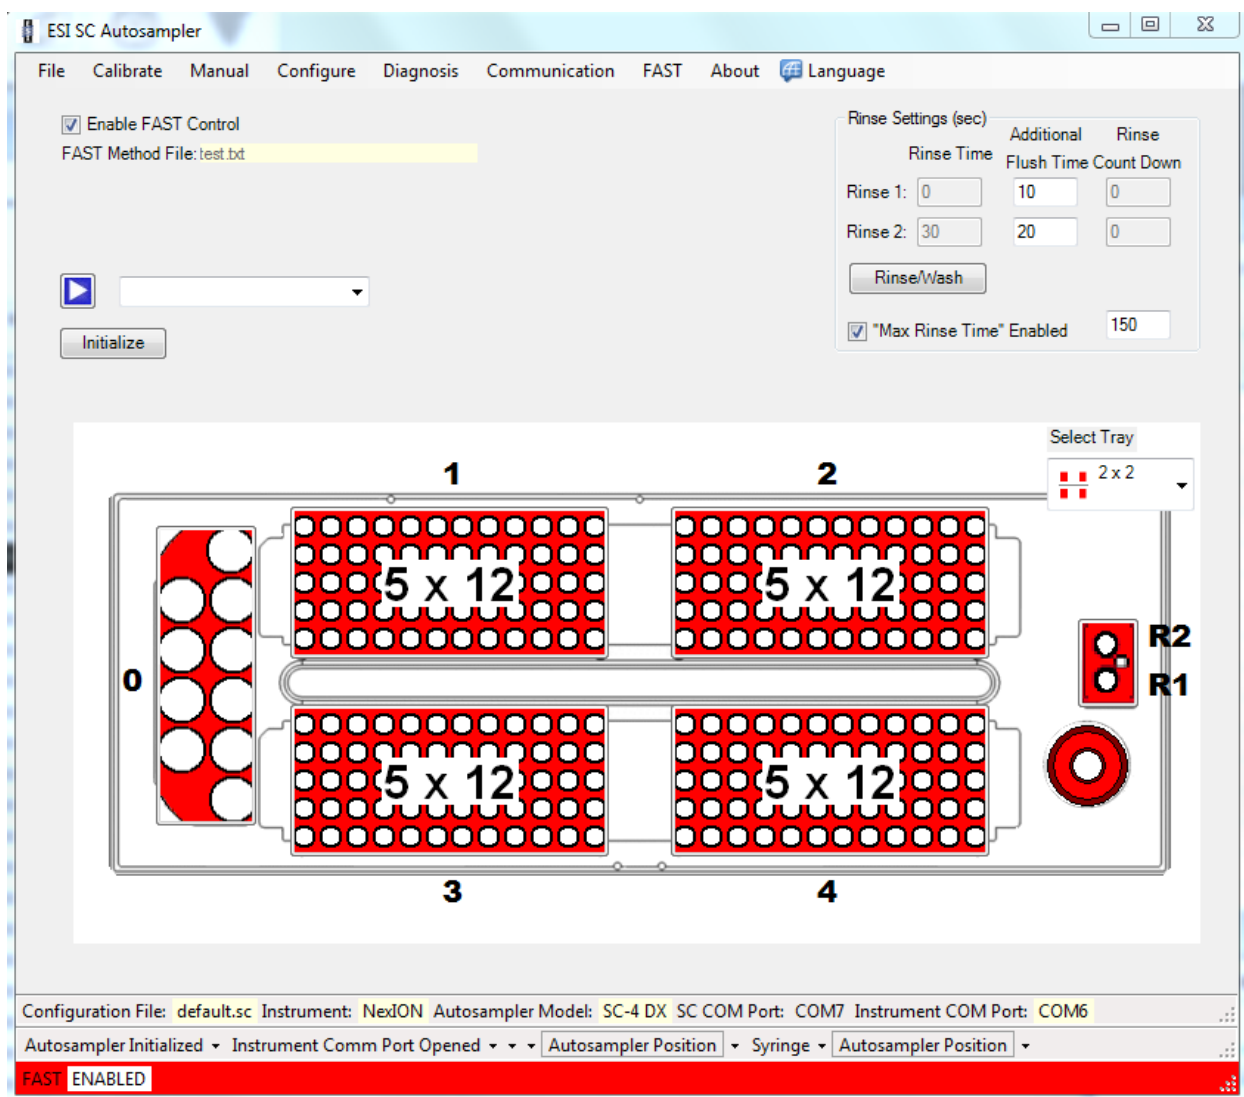 ESI SC Autosampler
File Calibrate Manual Configure Diagnosis Communication FAST About Language
Enable FAST Control
FAST Method File: test.txt
Rinse Settings (sec)
Rinse Time Additional Flush Time Rinse Count Down
Rinse 1: 0 10 0
Rinse 2: 30 20 0
Rinse/Wash
"Max Rinse Time" Enabled 150
Initialize
Select Tray
2 x 2
1 2
5 x 12 5 x 12
R2
0 R1
5 x 12 5 x 12
3 4
Configuration File: default.sc Instrument: NexION Autosampler Model: SC-4 DX SC COM Port: COM7 Instrument COM Port: COM6
Autosampler Initialized Instrument Comm Port Opened Autosampler Position Syringe Autosampler Position
FAST ENABLED